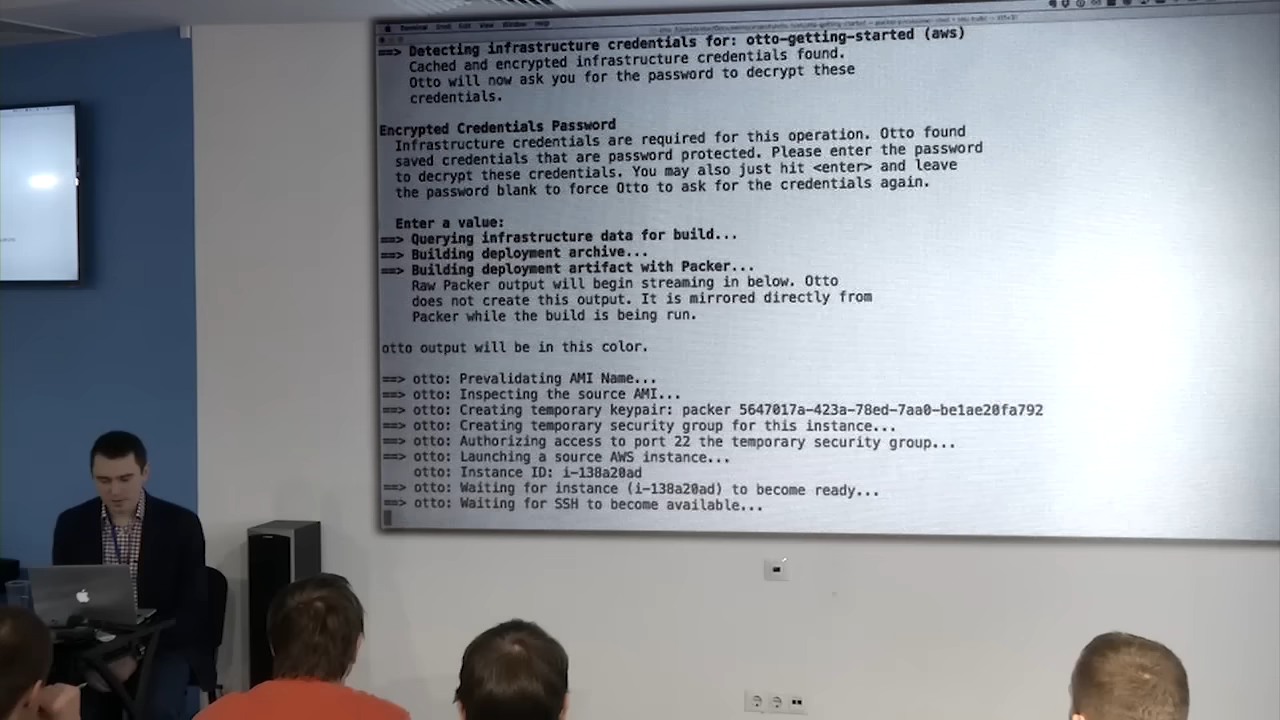 Terminal Shell Edit View Window Help
==> Detecting infrastructure credentials for: otto-getting-started (aws)
Cached and encrypted infrastructure credentials found.
Otto will now ask you for the password to decrypt these
credentials.
Encrypted Credentials Password
Infrastructure credentials are required for this operation. Otto found
saved credentials that are password protected. Please enter the password
to decrypt these credentials. You may also just hit <enter> and leave
the password blank to force Otto to ask for the credentials again.
Enter a value:
==> Querying infrastructure data for build...
==> Building deployment archive...
==> Building deployment artifact with Packer...
Raw Packer output will begin streaming in below. Otto
does not create this output. It is mirrored directly from
Packer while the build is being run.
otto output will be in this color.
==> otto: Prevalidating AMI Name...
==> otto: Inspecting the source AMI...
==> otto: Creating temporary keypair: packer 5647017a-423a-78ed-7aa0-be1ae20fa792
==> otto: Creating temporary security group for this instance...
==> otto: Authorizing access to port 22 the temporary security group...
==> otto: Launching a source AWS instance...
otto: Instance ID: i-138a20ad
==> otto: Waiting for instance (i-138a20ad) to become ready...
==> otto: Waiting for SSH to become available...